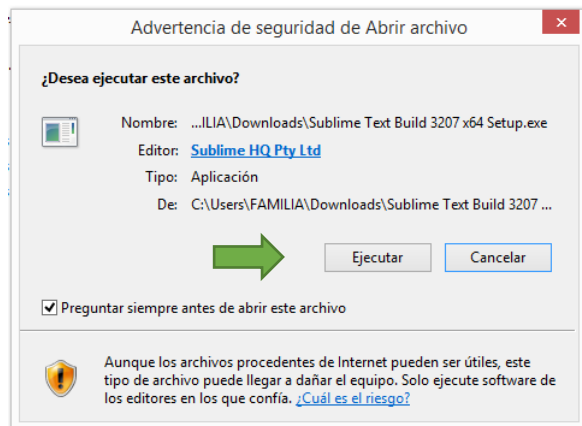 Advertencia de seguridad de Abrir archivo
¿Desea ejecutar este archivo?
Nombre: ...ILIA\Downloads\Sublime Text Build 3207 x64 Setup.exe
Editor: Sublime HQ Pty Ltd
Tipo: Aplicación
De: C:\Users\FAMILIA\Downloads\Sublime Text Build 3207 ...
Ejecutar Cancelar
Preguntar siempre antes de abrir este archivo
Aunque los archivos procedentes de Internet pueden ser útiles, este
tipo de archivo puede llegar a dañar el equipo. Solo ejecute software de
los editores en los que confía. ¿Cuál es el riesgo?